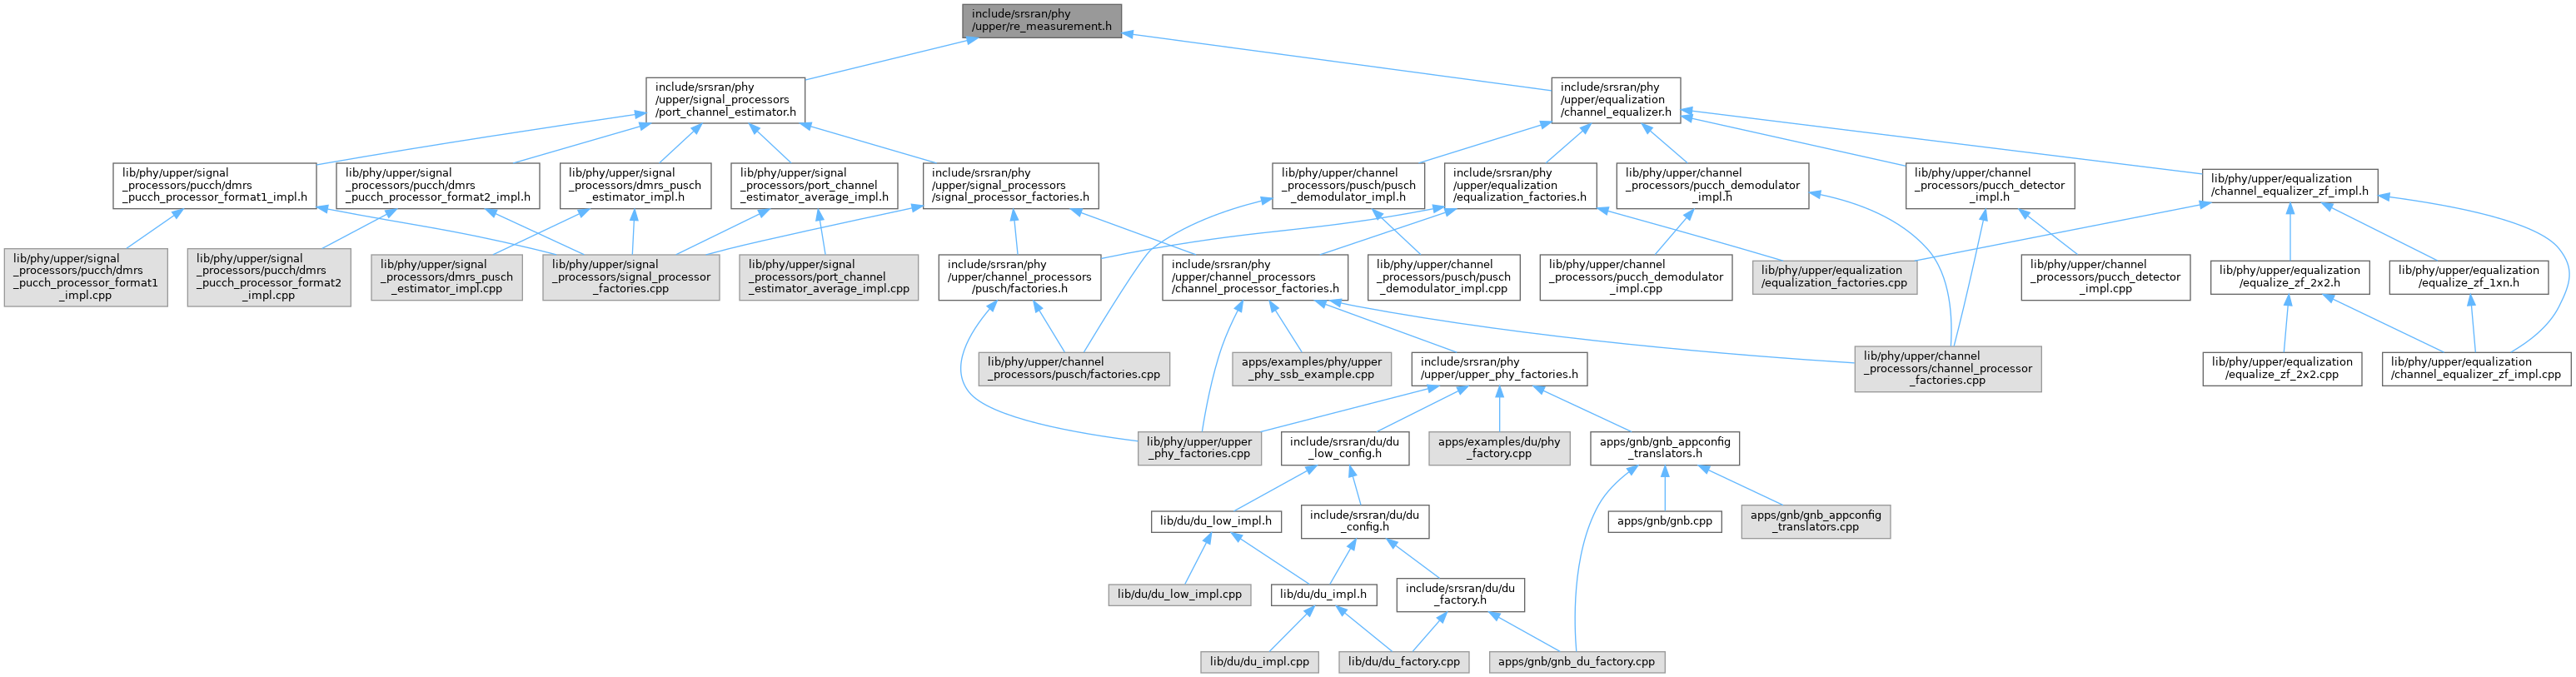 include/srsran/phy
/upper/re_measurement.h
include/srsran/phy
/upper/signal_processors
/port_channel_estimator.h
include/srsran/phy
/upper/equalization
/channel_equalizer.h
lib/phy/upper/signal
_processors/pucch/dmrs
_pucch_processor_format1_impl.h
lib/phy/upper/signal
_processors/pucch/dmrs
_pucch_processor_format2_impl.h
lib/phy/upper/signal
_processors/dmrs_pusch
_estimator_impl.h
lib/phy/upper/signal
_processors/port_channel
_estimator_average_impl.h
include/srsran/phy
/upper/signal_processors
/signal_processor_factories.h
lib/phy/upper/channel
_processors/pusch/pusch
_demodulator_impl.h
include/srsran/phy
/upper/equalization
/equalization_factories.h
lib/phy/upper/channel
_processors/pucch_demodulator
_impl.h
lib/phy/upper/channel
_processors/pucch_detector
_impl.h
lib/phy/upper/equalization
/channel_equalizer_zf_impl.h
lib/phy/upper/signal
_processors/pucch/dmrs
_pucch_processor_format1
_impl.cpp
lib/phy/upper/signal
_processors/pucch/dmrs
_pucch_processor_format2
_impl.cpp
lib/phy/upper/signal
_processors/dmrs_pusch
_estimator_impl.cpp
lib/phy/upper/signal
_processors/signal_processor
_factories.cpp
lib/phy/upper/signal
_processors/port_channel
_estimator_average_impl.cpp
include/srsran/phy
/upper/channel_processors
/pusch/factories.h
include/srsran/phy
/upper/channel_processors
/channel_processor_factories.h
lib/phy/upper/channel
_processors/pusch/pusch
_demodulator_impl.cpp
lib/phy/upper/channel
_processors/pucch_demodulator
_impl.cpp
lib/phy/upper/equalization
/equalization_factories.cpp
lib/phy/upper/channel
_processors/pucch_detector
_impl.cpp
lib/phy/upper/equalization
/equalize_zf_2x2.h
lib/phy/upper/equalization
/equalize_zf_1xn.h
lib/phy/upper/channel
_processors/pusch/factories.cpp
apps/examples/phy/upper
_phy_ssb_example.cpp
include/srsran/phy
/upper/upper_phy_factories.h
lib/phy/upper/channel
_processors/channel_processor
_factories.cpp
lib/phy/upper/equalization
/equalize_zf_2x2.cpp
lib/phy/upper/equalization
/channel_equalizer_zf_impl.cpp
lib/phy/upper/upper
_phy_factories.cpp
include/srsran/du/du
_low_config.h
apps/examples/du/phy
_factory.cpp
apps/gnb/gnb_appconfig
_translators.h
lib/du/du_low_impl.h
include/srsran/du/du
_config.h
apps/gnb/gnb.cpp
apps/gnb/gnb_appconfig
_translators.cpp
lib/du/du_low_impl.cpp
lib/du/du_impl.h
include/srsran/du/du
_factory.h
lib/du/du_impl.cpp
lib/du/du_factory.cpp
apps/gnb/gnb_du_factory.cpp